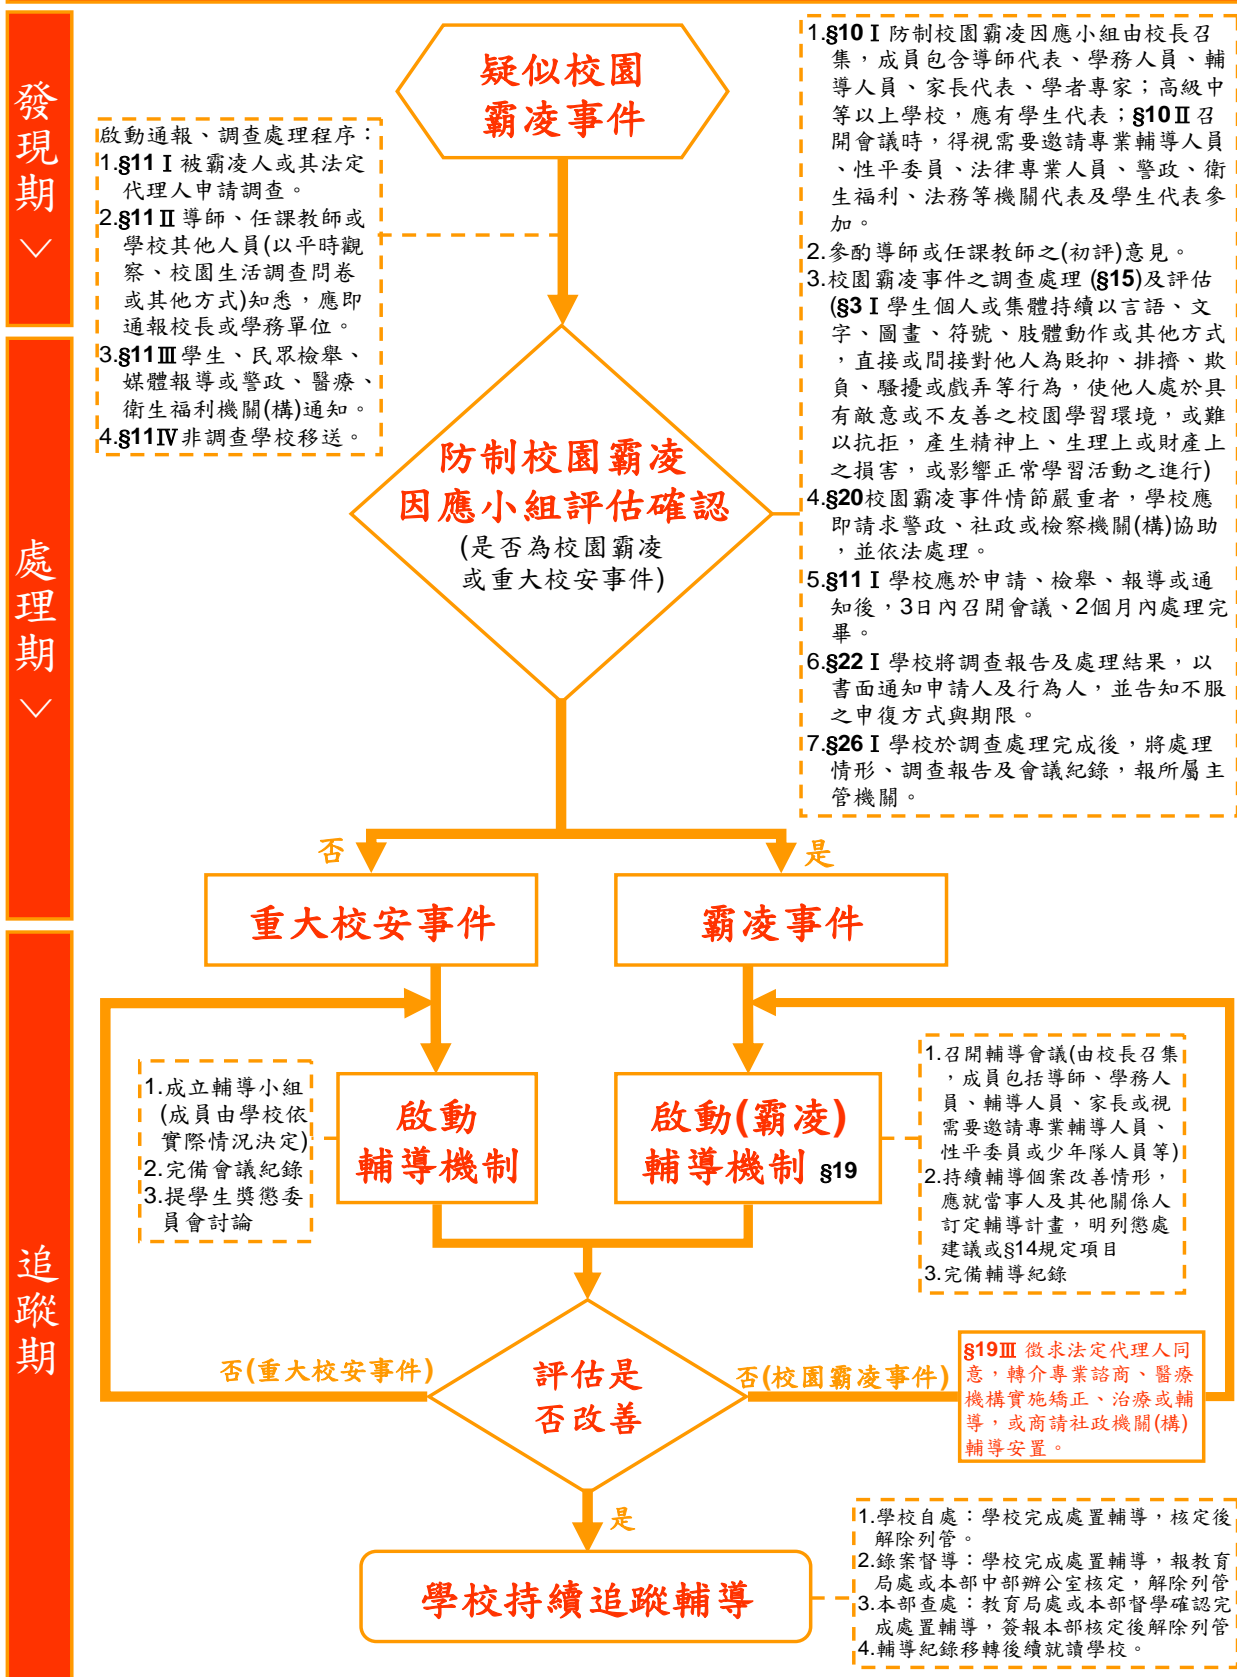 發現期﹀
疑似校園
霸凌事件
啟動通報、調查處理程序：
1.§11Ⅰ被霸凌人或其法定
代理人申請調查。
2.§11Ⅱ導師、任課教師或
學校其他人員(以平時觀
察、校園生活調查問卷
或其他方式)知悉，應即
通報校長或學務單位。
3.§11Ⅲ學生、民眾檢舉、
媒體報導或警政、醫療、
衛生福利機關(構)通知。
4.§11Ⅳ非調查學校移送。
1.§10Ⅰ防制校園霸凌因應小組由校長召
集，成員包含導師代表、學務人員、輔
導人員、家長代表、學者專家；高級中
等以上學校，應有學生代表；§10Ⅱ召
開會議時，得視需要邀請專業輔導人員
、性平委員、法律專業人員、警政、衛
生福利、法務等機關代表及學生代表參
加。
2.參酌導師或任課教師之(初評)意見。
3.校園霸凌事件之調查處理 (§15)及評估
(§3Ⅰ學生個人或集體持續以言語、文
字、圖畫、符號、肢體動作或其他方式
，直接或間接對他人為貶抑、排擠、欺
負、騷擾或戲弄等行為，使他人處於具
有敵意或不友善之校園學習環境，或難
以抗拒，產生精神上、生理上或財產上
之損害，或影響正常學習活動之進行)
4.§20校園霸凌事件情節嚴重者，學校應
即請求警政、社政或檢察機關(構)協助
，並依法處理。
5.§11Ⅰ學校應於申請、檢舉、報導或通
知後，3日內召開會議、2個月內處理完
畢。
6.§22Ⅰ學校將調查報告及處理結果，以
書面通知申請人及行為人，並告知不服
之申復方式與期限。
7.§26Ⅰ學校於調查處理完成後，將處理
情形、調查報告及會議紀錄，報所屬主
管機關。
處理期﹀
防制校園霸凌
因應小組評估確認
(是否為校園霸凌
或重大校安事件)
否
是
重大校安事件
霸凌事件
追蹤期
1.成立輔導小組
(成員由學校依
實際情況決定)
2.完備會議紀錄
3.提學生獎懲委
員會討論
啟動
輔導機制
啟動(霸凌)
輔導機制 §19
1.召開輔導會議(由校長召集
，成員包括導師、學務人
員、輔導人員、家長或視
需要邀請專業輔導人員、
性平委員或少年隊人員等)
2.持續輔導個案改善情形，
應就當事人及其他關係人
訂定輔導計畫，明列懲處
建議或§14規定項目
3.完備輔導紀錄
否(重大校安事件)
評估是
否改善
否(校園霸凌事件)
§19Ⅲ 徵求法定代理人同
意，轉介專業諮商、醫療
機構實施矯正、治療或輔
導，或商請社政機關(構)
輔導安置。
是
學校持續追蹤輔導
1.學校自處：學校完成處置輔導，核定後
解除列管。
2.錄案督導：學校完成處置輔導，報教育
局處或本部中部辦公室核定，解除列管
3.本部查處：教育局處或本部督學確認完
成處置輔導，簽報本部核定後解除列管
4.輔導紀錄移轉後續就讀學校。